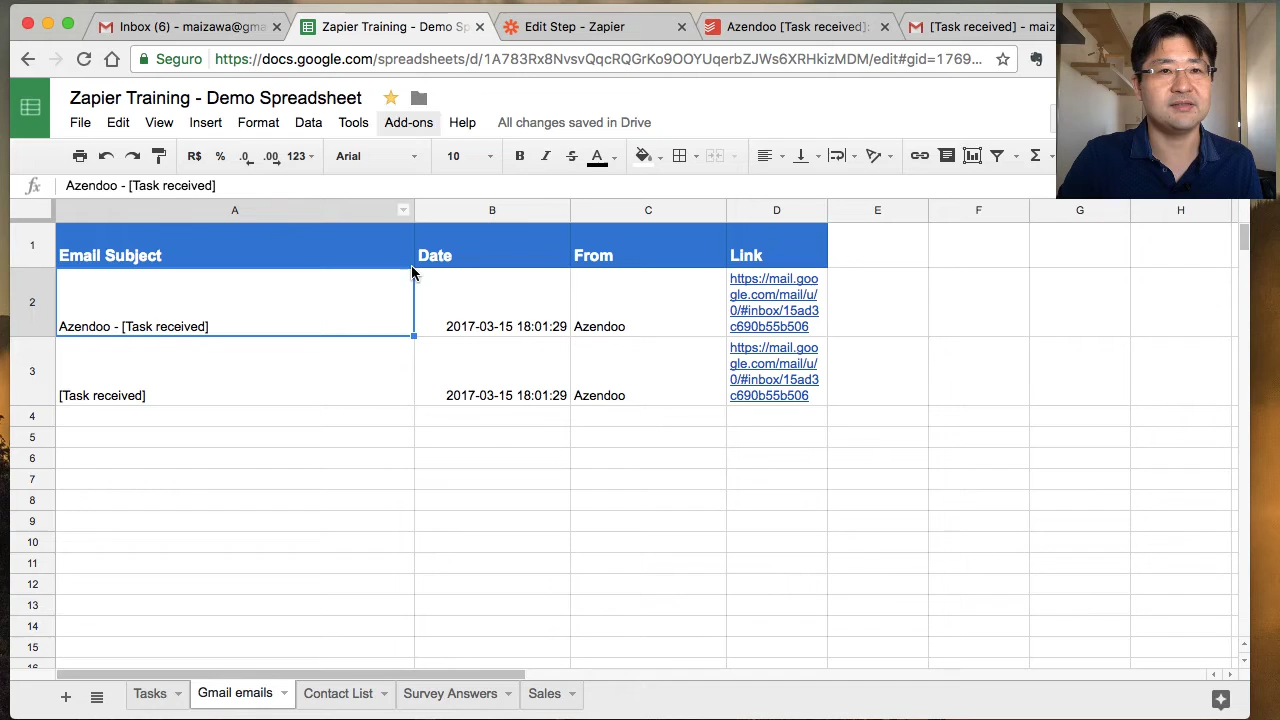 Inbox (6) - maizawa@gm
Zapier Training - Demo Sp
Edit Step - Zapier
Azendoo [Task received]:
[Task received] - maiz
Seguro
https://docs.google.com/spreadsheets/d/1A783Rx8NvsvQqcRQGrKo9OOYUqerbZJWs6XRHkizMDM/edit#gid=1769...
Zapier Training - Demo Spreadsheet
File Edit View Insert Format Data Tools Add-ons Help All changes saved in Drive
R$ % .0 .00 123 Arial 10 B I S A
fx Azendoo - [Task received]
A B C D E F G H
1 Email Subject Date From Link
https://mail.goo
gle.com/mail/u/
0/#inbox/15ad3
2 Azendoo - [Task received] 2017-03-15 18:01:29 Azendoo c690b55b506
https://mail.goo
gle.com/mail/u/
0/#inbox/15ad3
3 [Task received] 2017-03-15 18:01:29 Azendoo c690b55b506
4
5
6
7
8
9
10
11
12
13
14
15
16
Tasks Gmail emails Contact List Survey Answers Sales